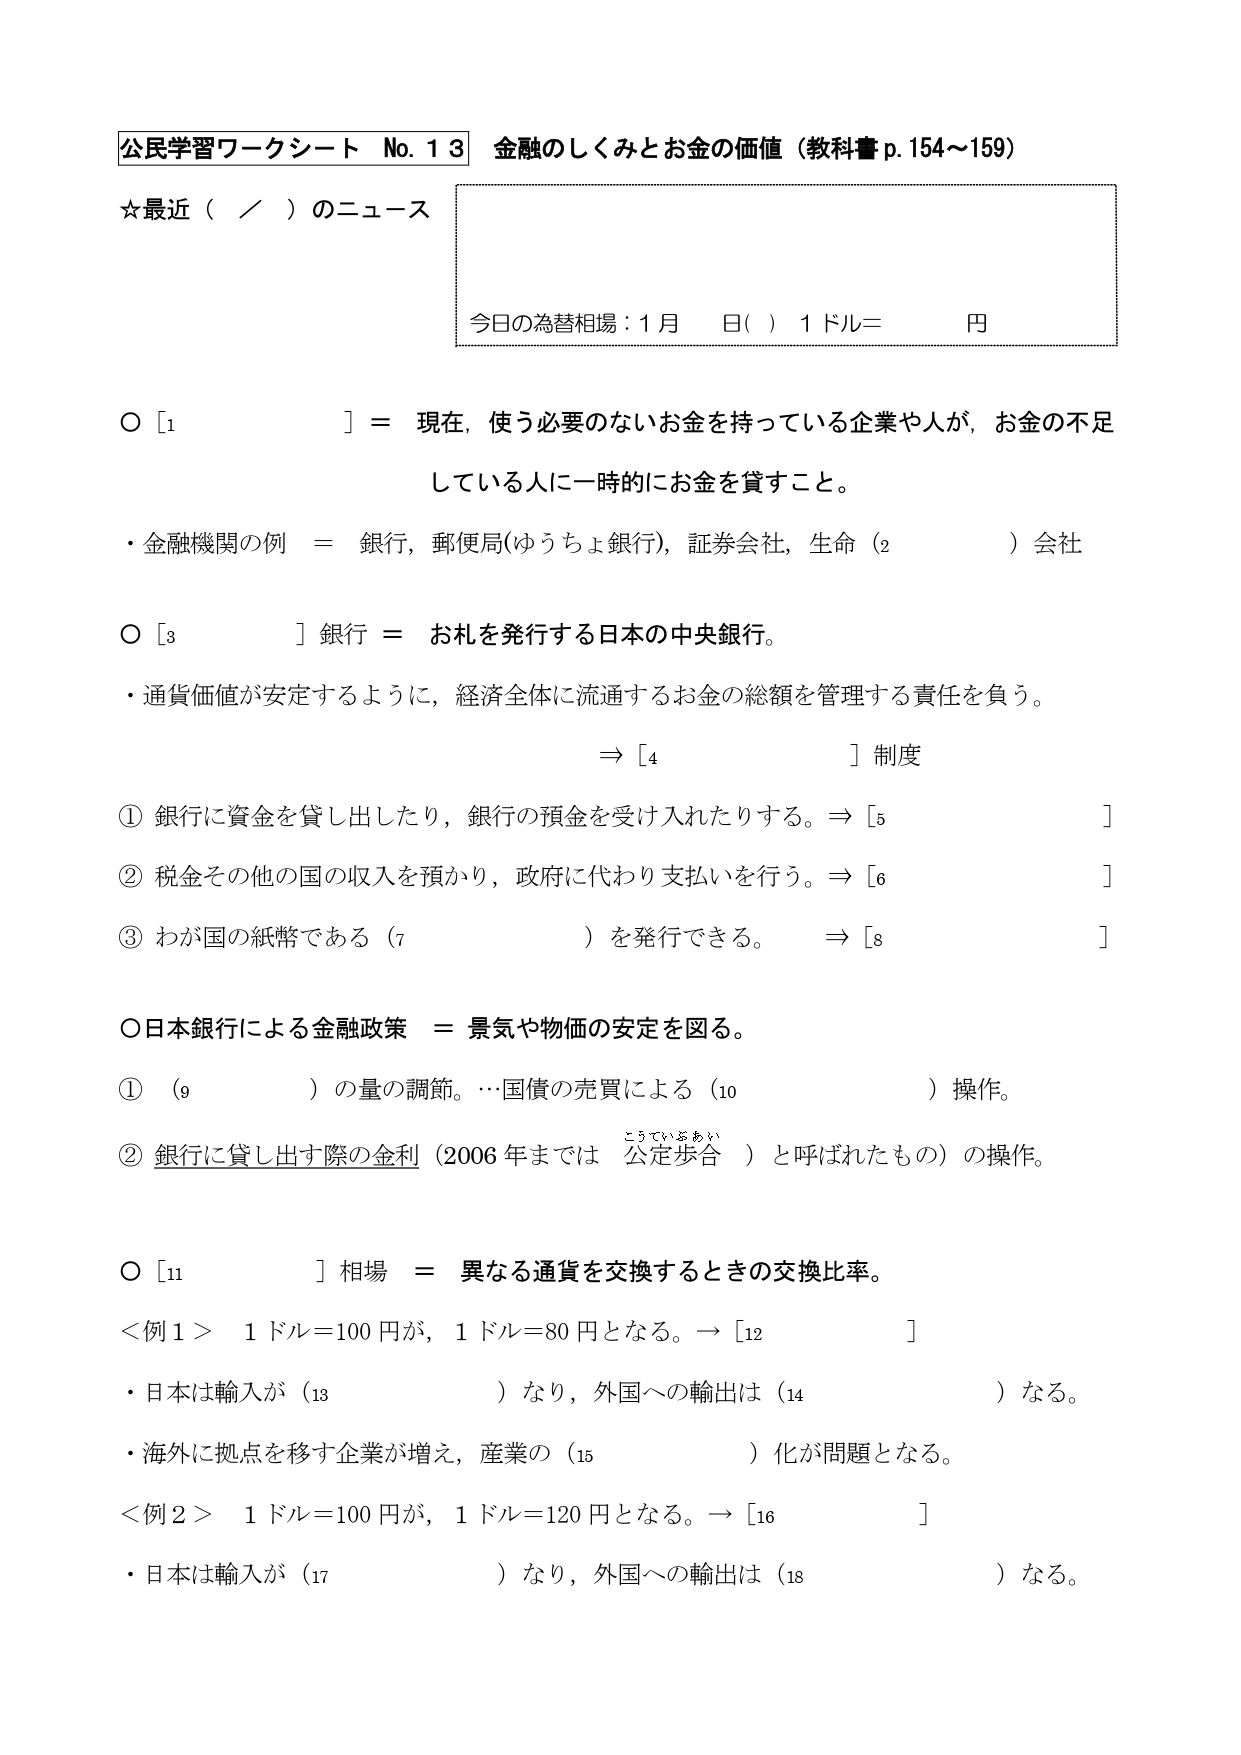 公民学習ワークシート　No.13　金融のしくみとお金の価値（教科書p.154～159）
☆最近（　／　）のニュース
今日の為替相場：1月　　日(　)　1ドル＝　　　　円
〇［1　　　　　　　］＝　現在，使う必要のないお金を持っている企業や人が，お金の不足
している人に一時的にお金を貸すこと。
・金融機関の例　＝　銀行，郵便局(ゆうちょ銀行)，証券会社，生命（2　　　　　）会社
〇［3　　　　　］銀行　＝　お札を発行する日本の中央銀行。
・通貨価値が安定するように，経済全体に流通するお金の総額を管理する責任を負う。
⇒［4　　　　　　　　］制度
① 銀行に資金を貸し出したり，銀行の預金を受け入れたりする。⇒［5　　　　　　　　　］
② 税金その他の国の収入を預かり，政府に代わり支払いを行う。⇒［6　　　　　　　　　］
③ わが国の紙幣である（7　　　　　　　）を発行できる。　　⇒［8　　　　　　　　　］
〇日本銀行による金融政策　＝ 景気や物価の安定を図る。
①　（9　　　　　）の量の調節。…国債の売買による（10　　　　　　　　）操作。
こうていぶあい
② 銀行に貸し出す際の金利（2006年までは　公定歩合　）と呼ばれたもの）の操作。
〇［11　　　　　］相場　＝　異なる通貨を交換するときの交換比率。
＜例１＞　１ドル＝100円が，１ドル＝80円となる。→［12　　　　　　］
・日本は輸入が（13　　　　　　　）なり，外国への輸出は（14　　　　　　　　）なる。
・海外に拠点を移す企業が増え，産業の（15　　　　　　）化が問題となる。
＜例２＞　１ドル＝100円が，１ドル＝120円となる。→［16　　　　　　］
・日本は輸入が（17　　　　　　　）なり，外国への輸出は（18　　　　　　　　）なる。